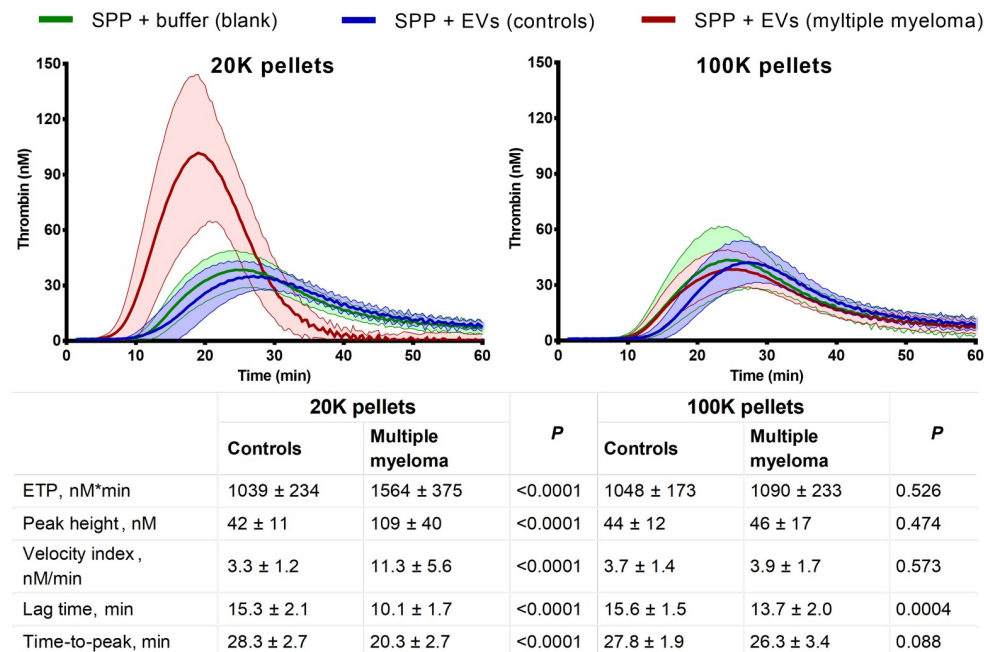 SPP + buffer (blank) SPP + EVs (controls) SPP + EVs (myltiple myeloma)
20K pellets
150
120
90
60
30
0
Thrombin (nM)
0 10 20 30 40 50 60
Time (min)
100K pellets
150
120
90
60
30
0
Thrombin (nM)
0 10 20 30 40 50 60
Time (min)
20K pellets P 100K pellets P
Controls Multiple myeloma Controls Multiple myeloma
ETP, nM*min 1039 ± 234 1564 ± 375 <0.0001 1048 ± 173 1090 ± 233 0.526
Peak height, nM 42 ± 11 109 ± 40 <0.0001 44 ± 12 46 ± 17 0.474
Velocity index, nM/min 3.3 ± 1.2 11.3 ± 5.6 <0.0001 3.7 ± 1.4 3.9 ± 1.7 0.573
Lag time, min 15.3 ± 2.1 10.1 ± 1.7 <0.0001 15.6 ± 1.5 13.7 ± 2.0 0.0004
Time-to-peak, min 28.3 ± 2.7 20.3 ± 2.7 <0.0001 27.8 ± 1.9 26.3 ± 3.4 0.088